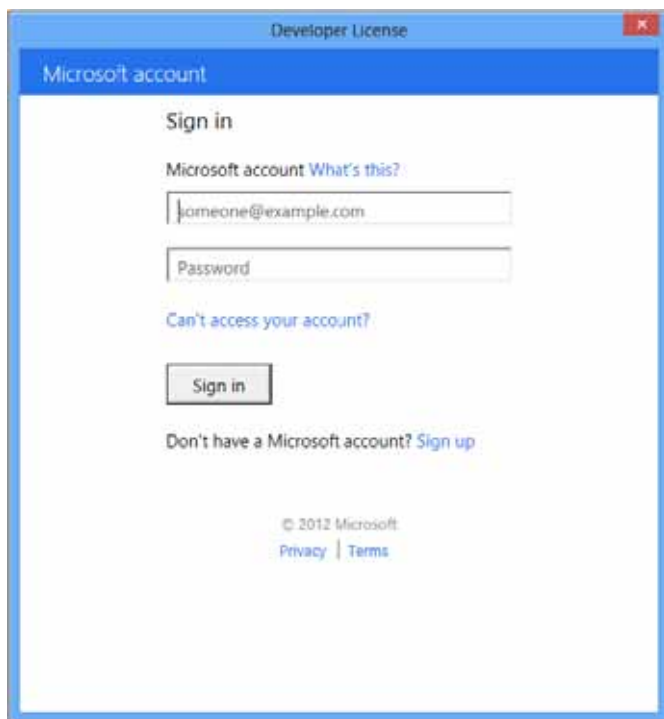 Developer License
Microsoft account
Sign in
Microsoft account What's this?
someone@example.com
Password
Can't access your account?
Sign in
Don't have a Microsoft account? Sign up
© 2012 Microsoft
Privacy | Terms